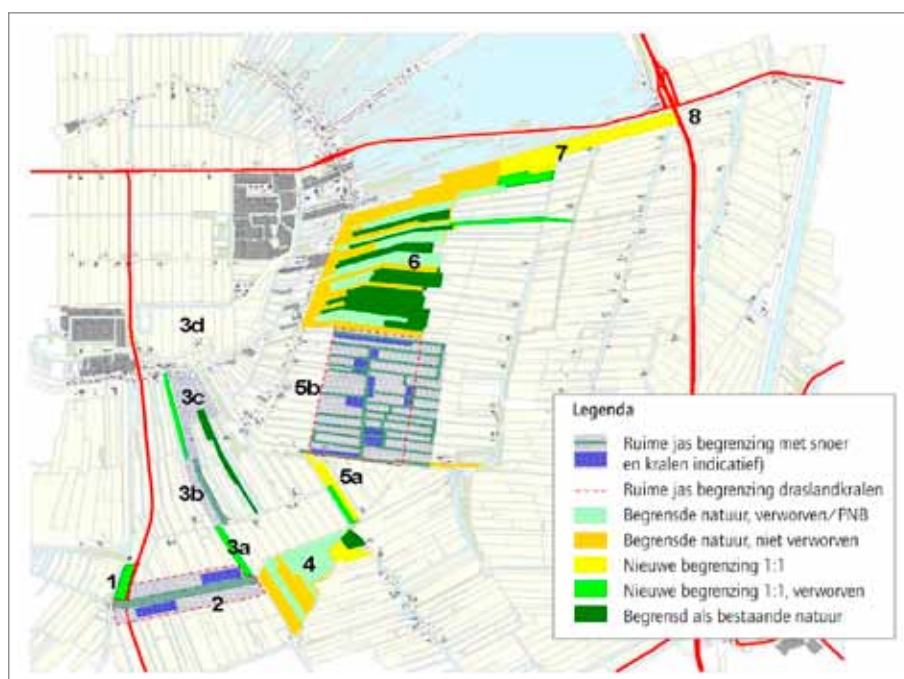 8
7
6
3d
5b
3c
5a
3b
3a
4
1
2
Legenda
Ruime jas begrenzing met snoer
en kralen indicatief)
Ruime jas begrenzing draslandkralen
Begrensde natuur, verworven/PNB
Begrensde natuur, niet verworven
Nieuwe begrenzing 1:1
Nieuwe begrenzing 1:1, verworven
Begrensd als bestaande natuur